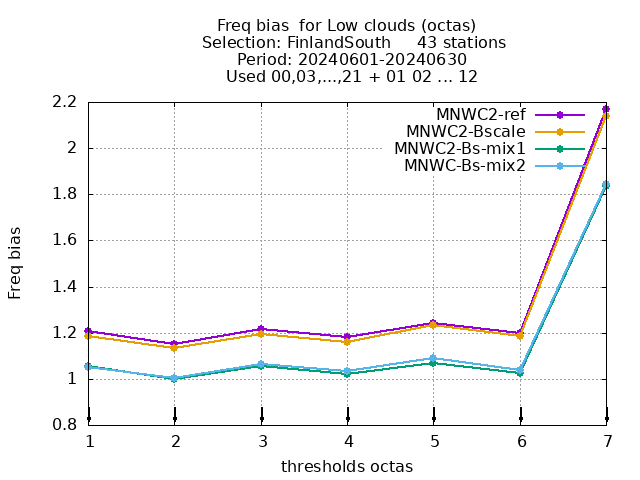 Freq bias  for Low clouds (octas)
Selection: FinlandSouth     43 stations
Period: 20240601-20240630
Used 00,03,...,21 + 01 02 ... 12
MNWC2-ref
MNWC2-Bscale
MNWC2-Bs-mix1
MNWC-Bs-mix2
2.2
2
1.8
1.6
1.4
1.2
1
0.8
Freq bias
1 2 3 4 5 6 7
thresholds octas